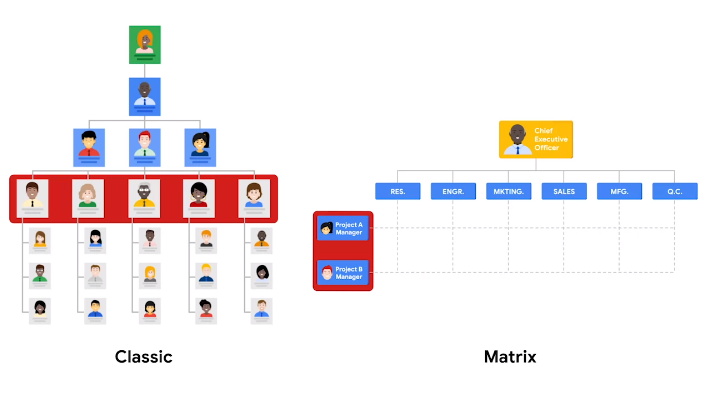 Chief
Executive
Officer
RES.
ENGR.
MKTING.
SALES
MFG.
Q.C.
Project A
Manager
Project B
Manager
Classic
Matrix